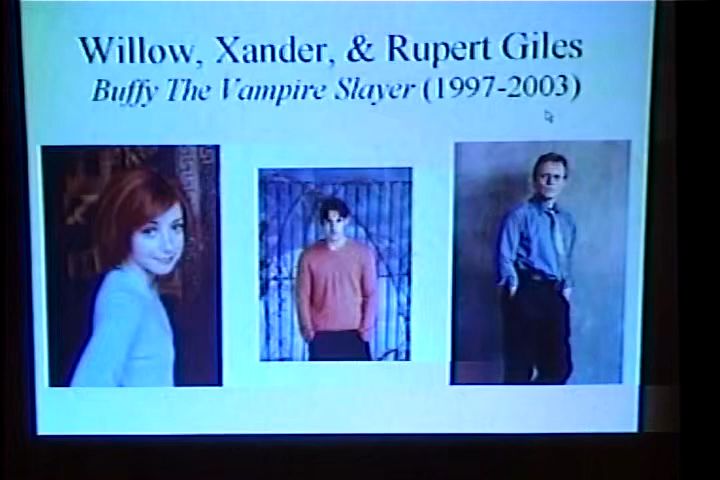 Willow, Xander, & Rupert Giles
Buffy The Vampire Slayer (1997-2003)